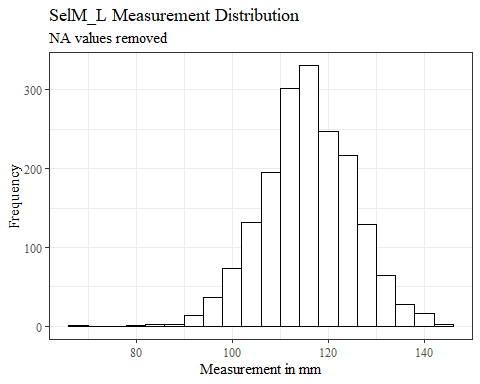 SelM_L Measurement Distribution
NA values removed
Frequency
300
200
100
0
80 100 120 140
Measurement in mm